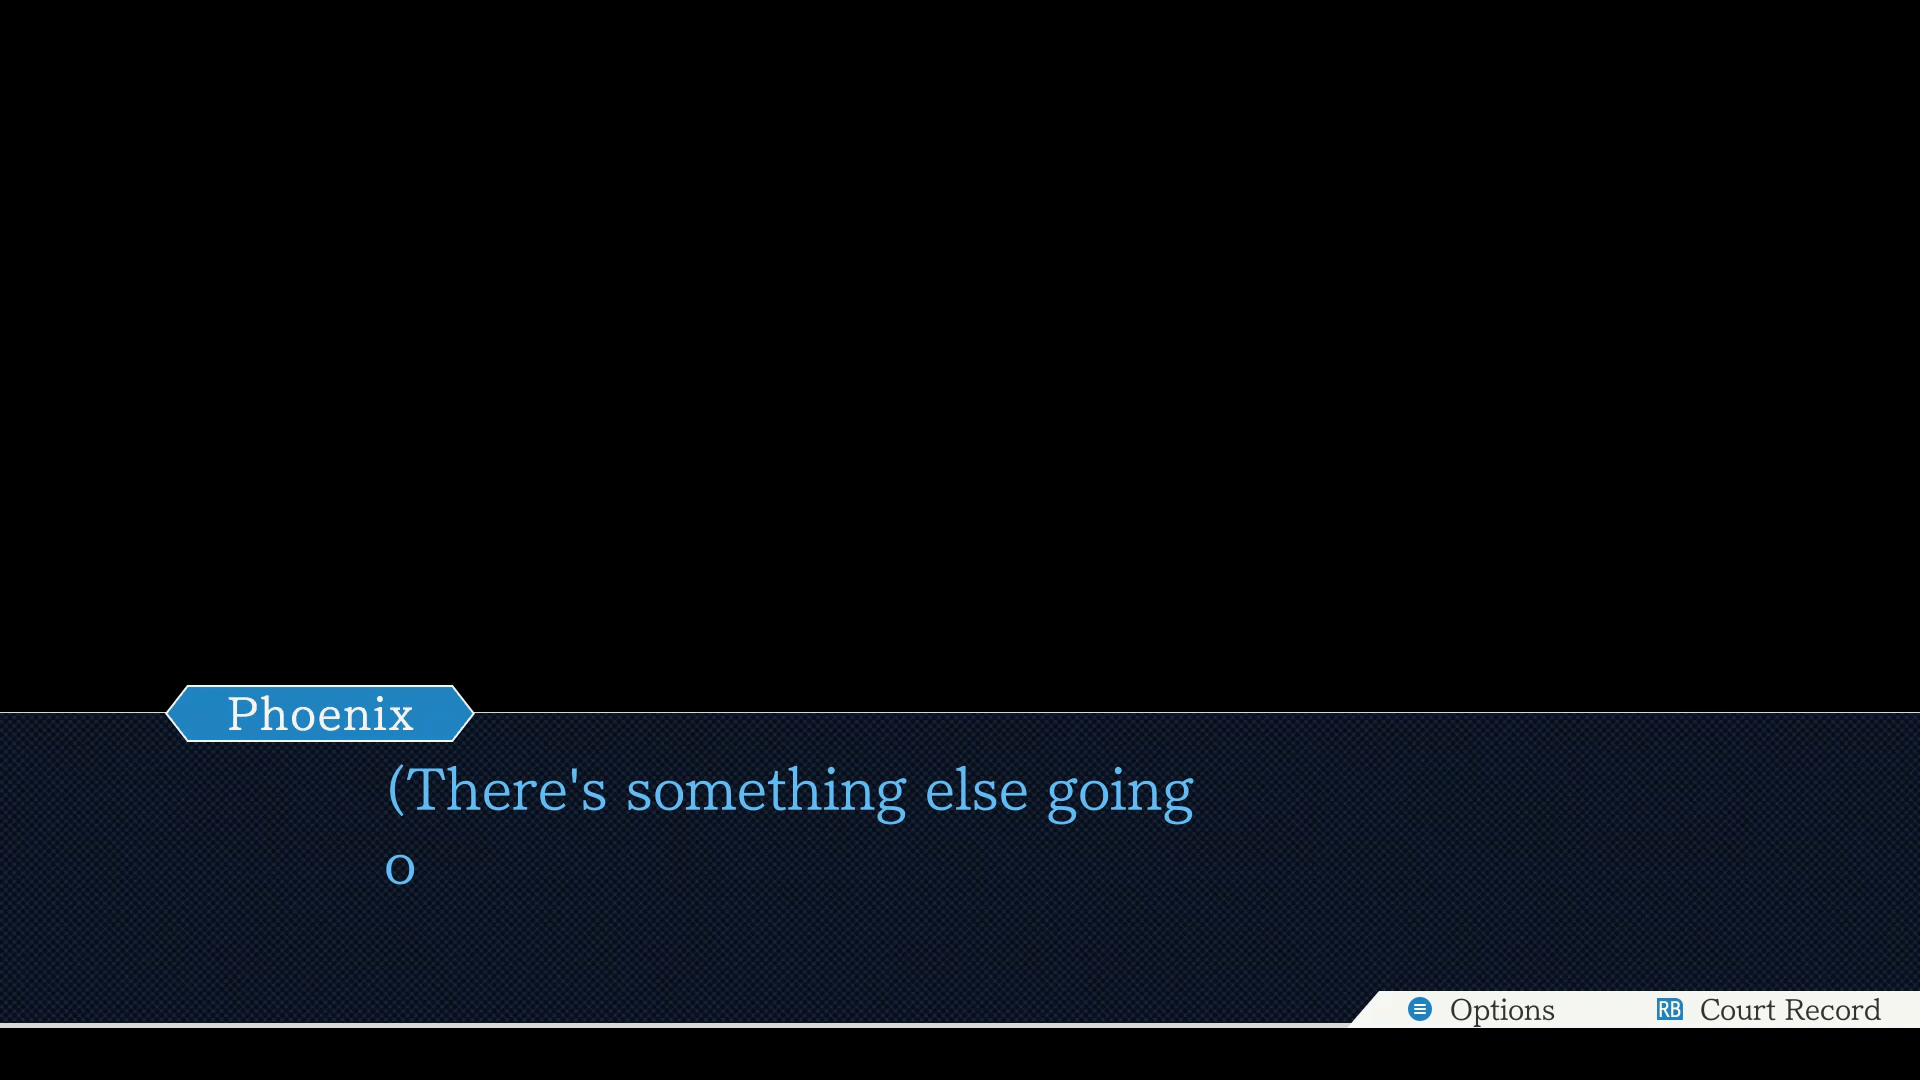 Phoenix
(There's something else going
o
Options
RB Court Record